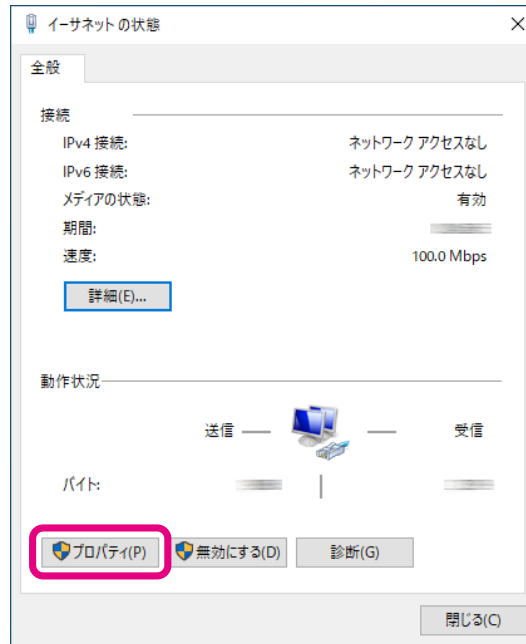 イーサネット の状態
全般
接続
IPv4 接続: ネットワーク アクセスなし
IPv6 接続: ネットワーク アクセスなし
メディアの状態: 有効
期間:
速度: 100.0 Mbps
詳細(E)...
動作状況
送信 受信
バイト:
プロパティ(P) 無効にする(D) 診断(G)
閉じる(C)